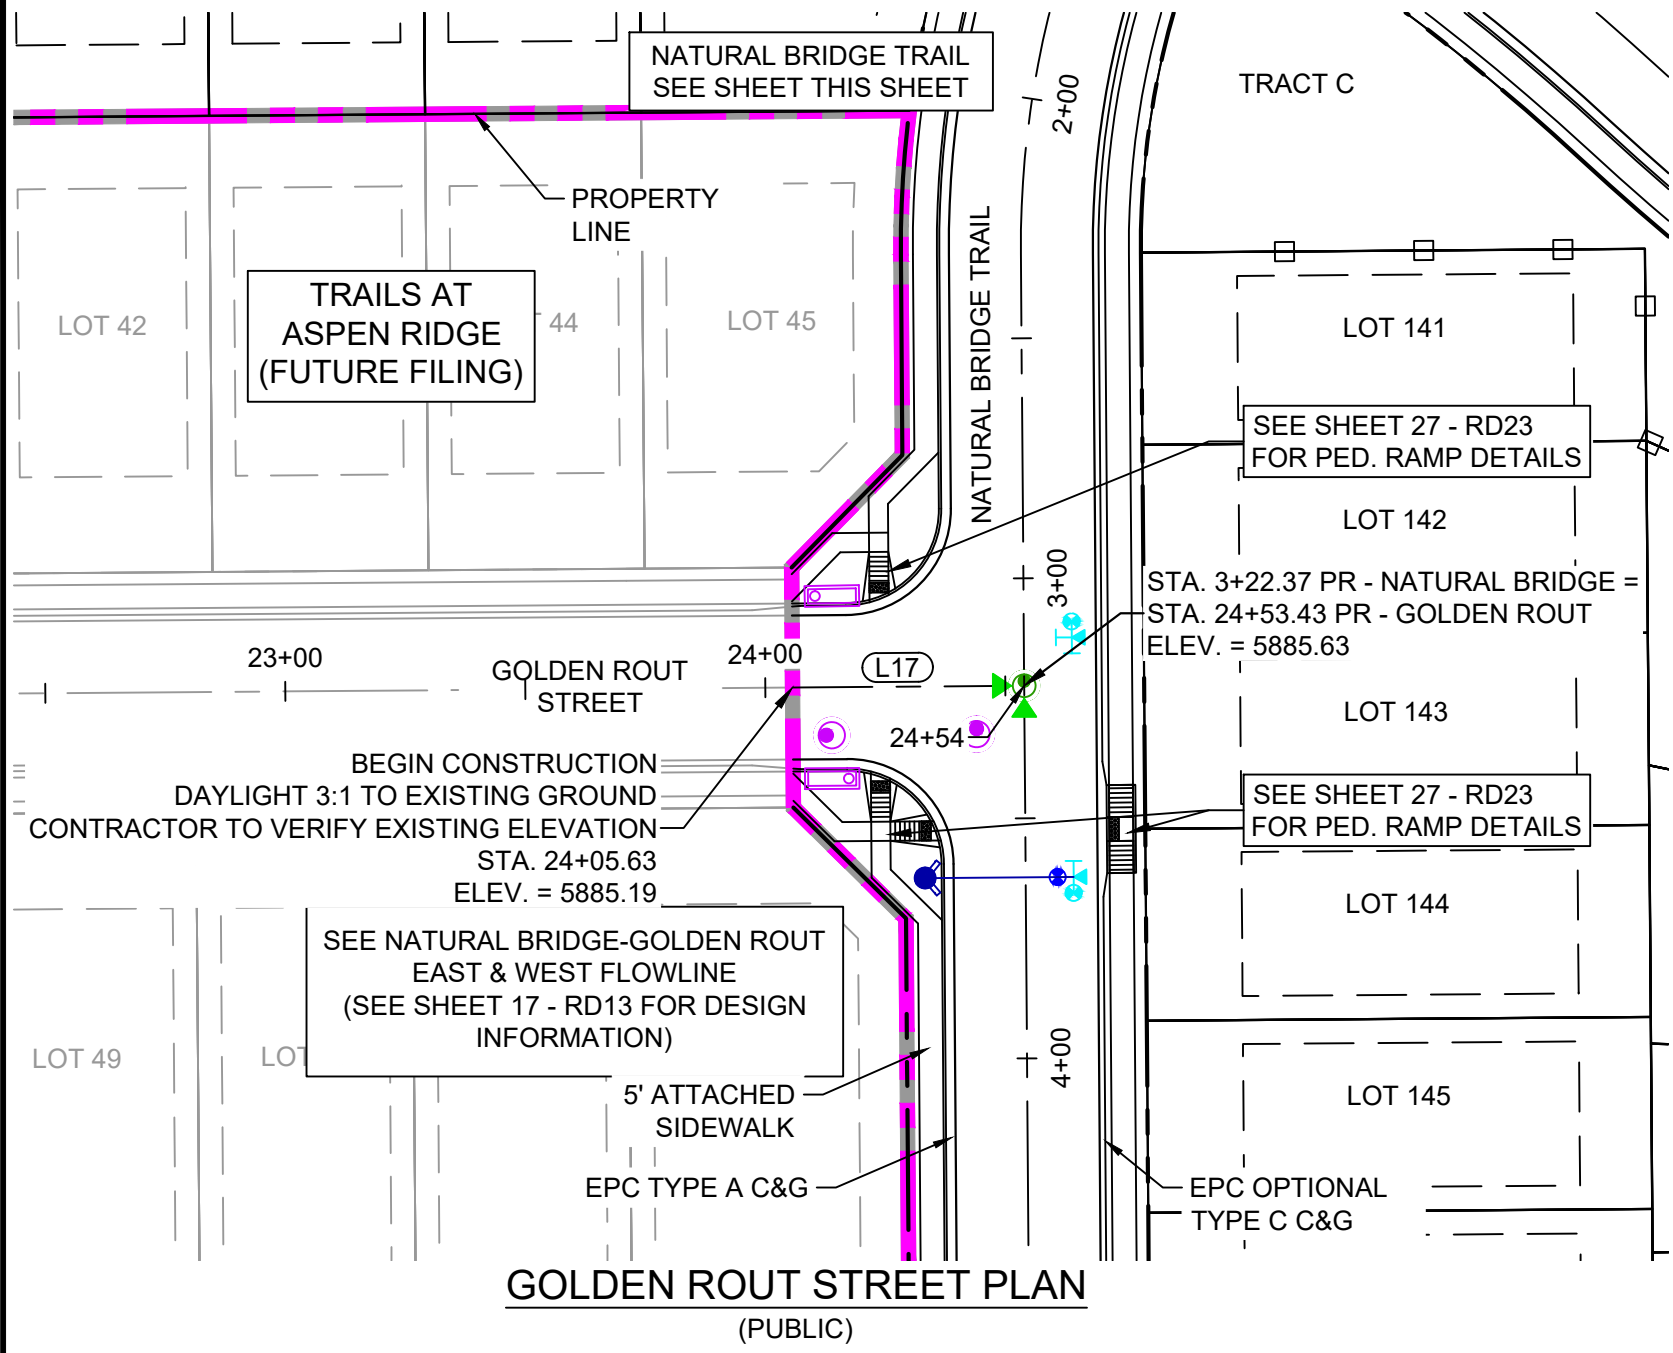 NATURAL BRIDGE TRAIL
SEE SHEET THIS SHEET
2+00
TRACT C
PROPERTY
LINE
TRAILS AT
ASPEN RIDGE
(FUTURE FILING)
LOT 42
44
LOT 45
NATURAL BRIDGE TRAIL
LOT 141
SEE SHEET 27 - RD23
FOR PED. RAMP DETAILS
LOT 142
3+00
STA. 3+22.37 PR - NATURAL BRIDGE =
STA. 24+53.43 PR - GOLDEN ROUT
ELEV. = 5885.63
23+00
GOLDEN ROUT
STREET
24+00
L17
24+54
LOT 143
BEGIN CONSTRUCTION
DAYLIGHT 3:1 TO EXISTING GROUND
CONTRACTOR TO VERIFY EXISTING ELEVATION
STA. 24+05.63
ELEV. = 5885.19
SEE SHEET 27 - RD23
FOR PED. RAMP DETAILS
LOT 144
SEE NATURAL BRIDGE-GOLDEN ROUT
EAST & WEST FLOWLINE
(SEE SHEET 17 - RD13 FOR DESIGN
INFORMATION)
LOT 49
LOT
4+00
5' ATTACHED
SIDEWALK
LOT 145
EPC TYPE A C&G
EPC OPTIONAL
TYPE C C&G
GOLDEN ROUT STREET PLAN
(PUBLIC)